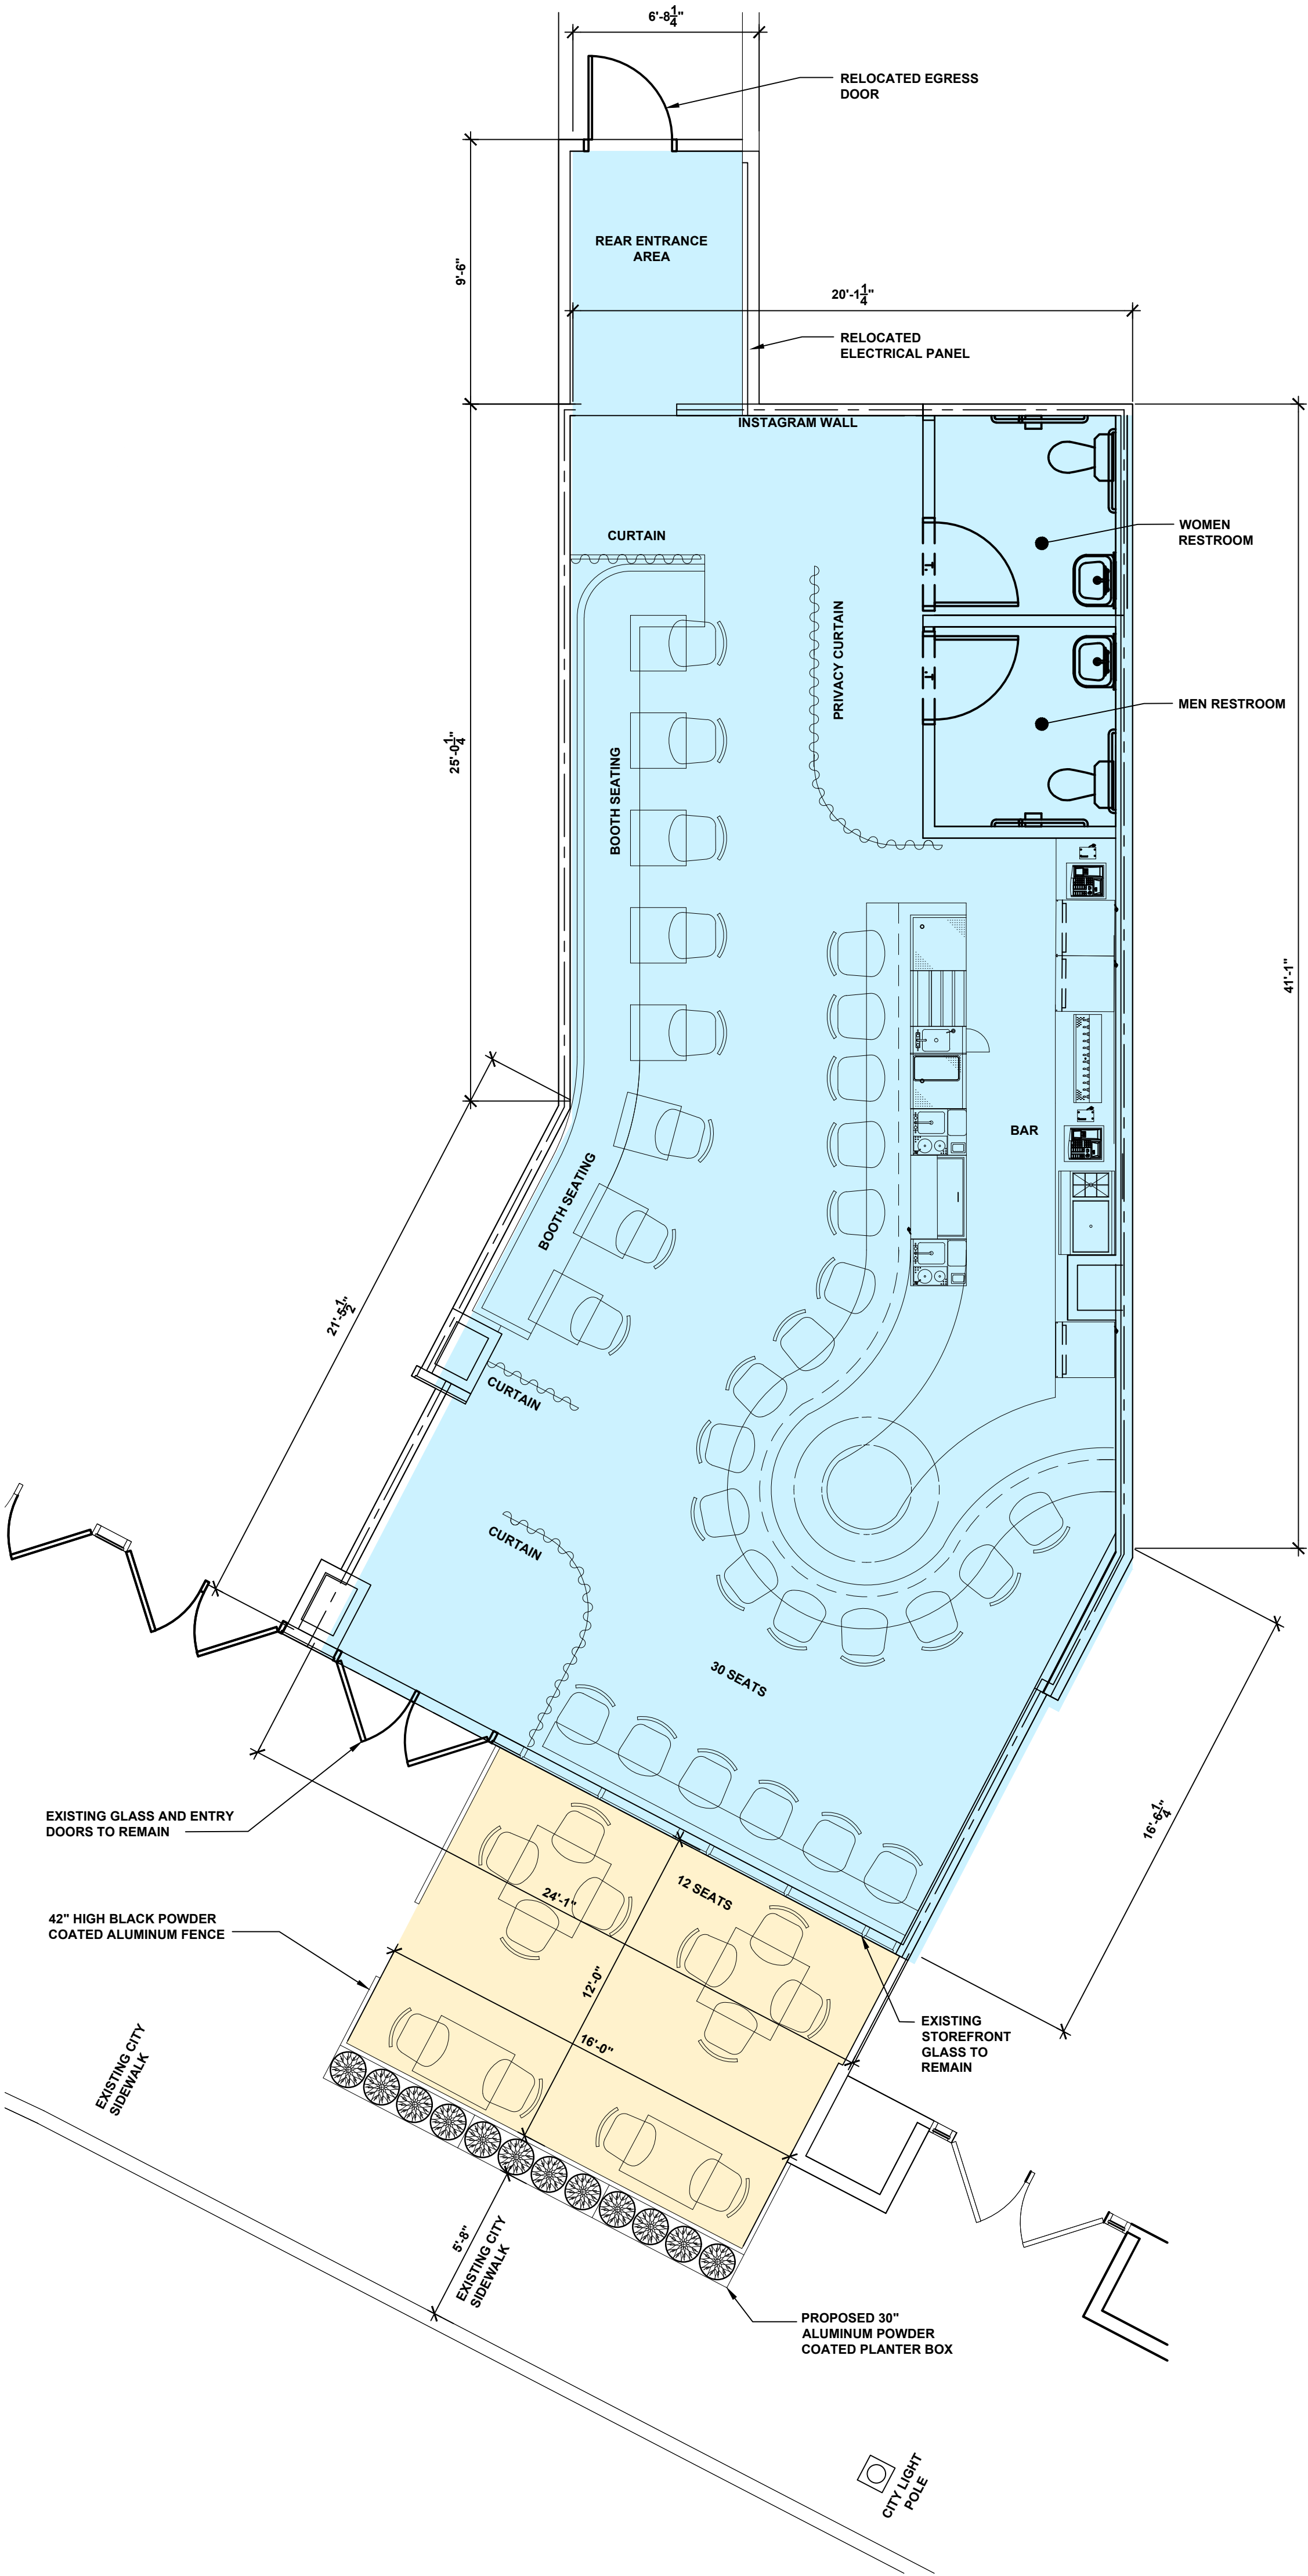 6'-8 1/4"
RELOCATED EGRESS
DOOR
REAR ENTRANCE
AREA
9'-6"
20'-1 1/4"
RELOCATED
ELECTRICAL PANEL
INSTAGRAM WALL
CURTAIN
WOMEN
RESTROOM
PRIVACY CURTAIN
MEN RESTROOM
25'-0 1/4"
BOOTH SEATING
41'-1"
BAR
BOOTH SEATING
21'-5 1/2"
CURTAIN
CURTAIN
30 SEATS
EXISTING GLASS AND ENTRY
DOORS TO REMAIN
16'-6 1/4"
12 SEATS
24'-1"
42" HIGH BLACK POWDER
COATED ALUMINUM FENCE
12'-0"
16'-0"
EXISTING
STOREFRONT
GLASS TO
REMAIN
EXISTING CITY
SIDEWALK
5'-8"
EXISTING CITY
SIDEWALK
PROPOSED 30"
ALUMINUM POWDER
COATED PLANTER BOX
CITY LIGHT
POLE